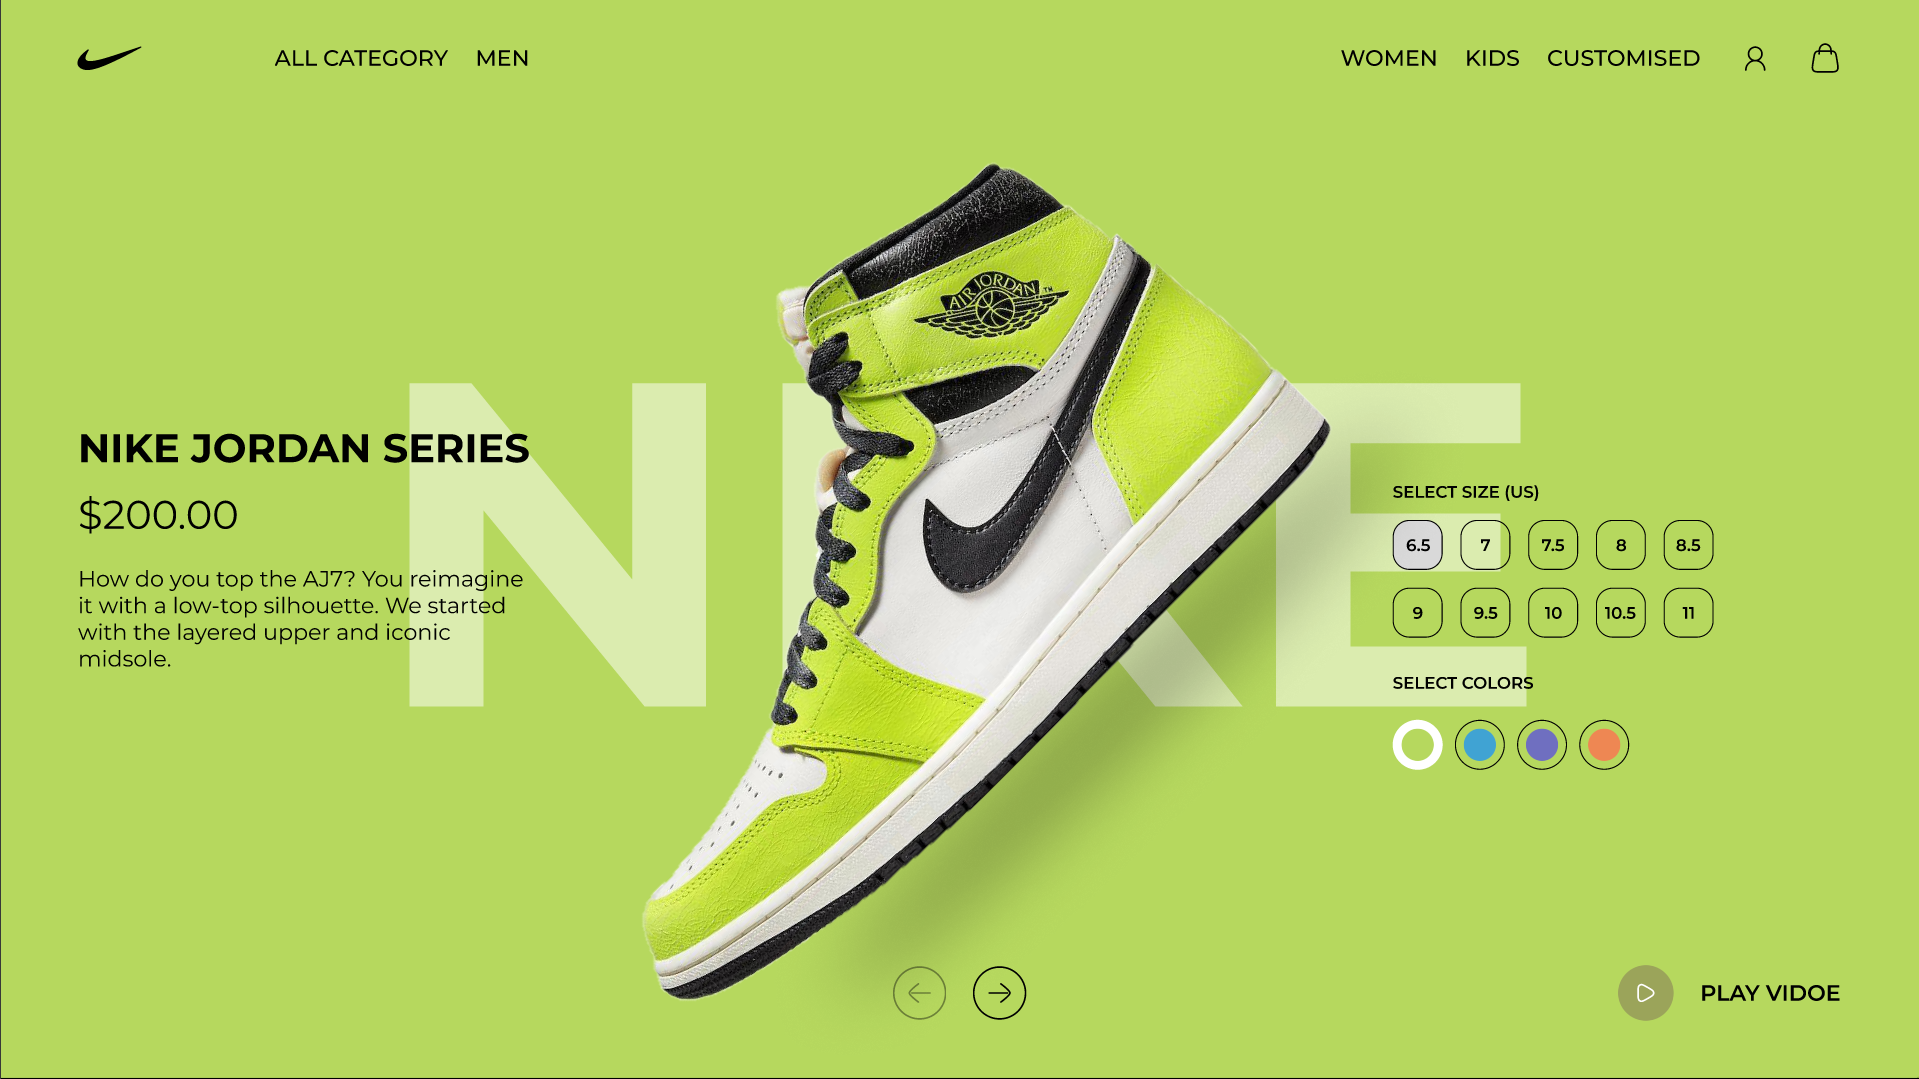 ALL CATEGORY MEN WOMEN KIDS CUSTOMISED
AIR JORDAN TM
NIKE
NIKE JORDAN SERIES
$200.00
How do you top the AJ7? You reimagine
it with a low-top silhouette. We started
with the layered upper and iconic
midsole.
SELECT SIZE (US)
6.5 7 7.5 8 8.5
9 9.5 10 10.5 11
SELECT COLORS
PLAY VIDOE